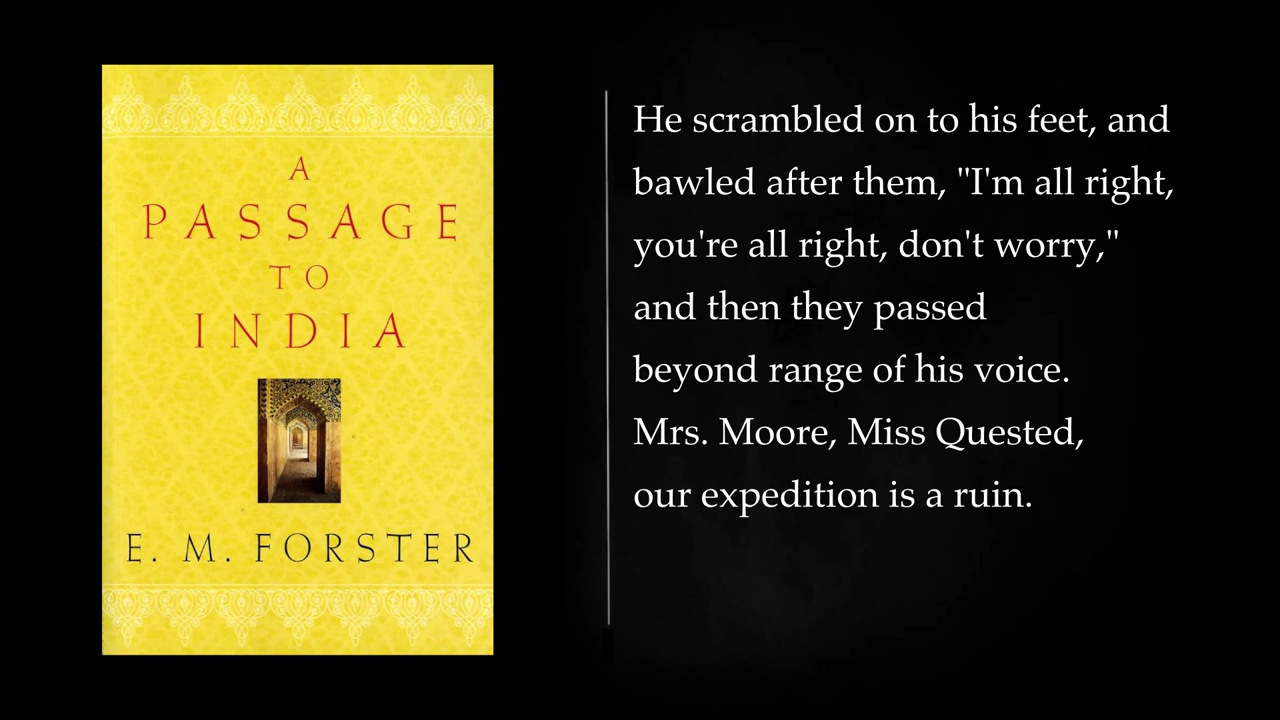 A
PASSAGE
TO
INDIA
E. M. FORSTER
He scrambled on to his feet, and
bawled after them, "I'm all right,
you're all right, don't worry,"
and then they passed
beyond range of his voice.
Mrs. Moore, Miss Quested,
our expedition is a ruin.